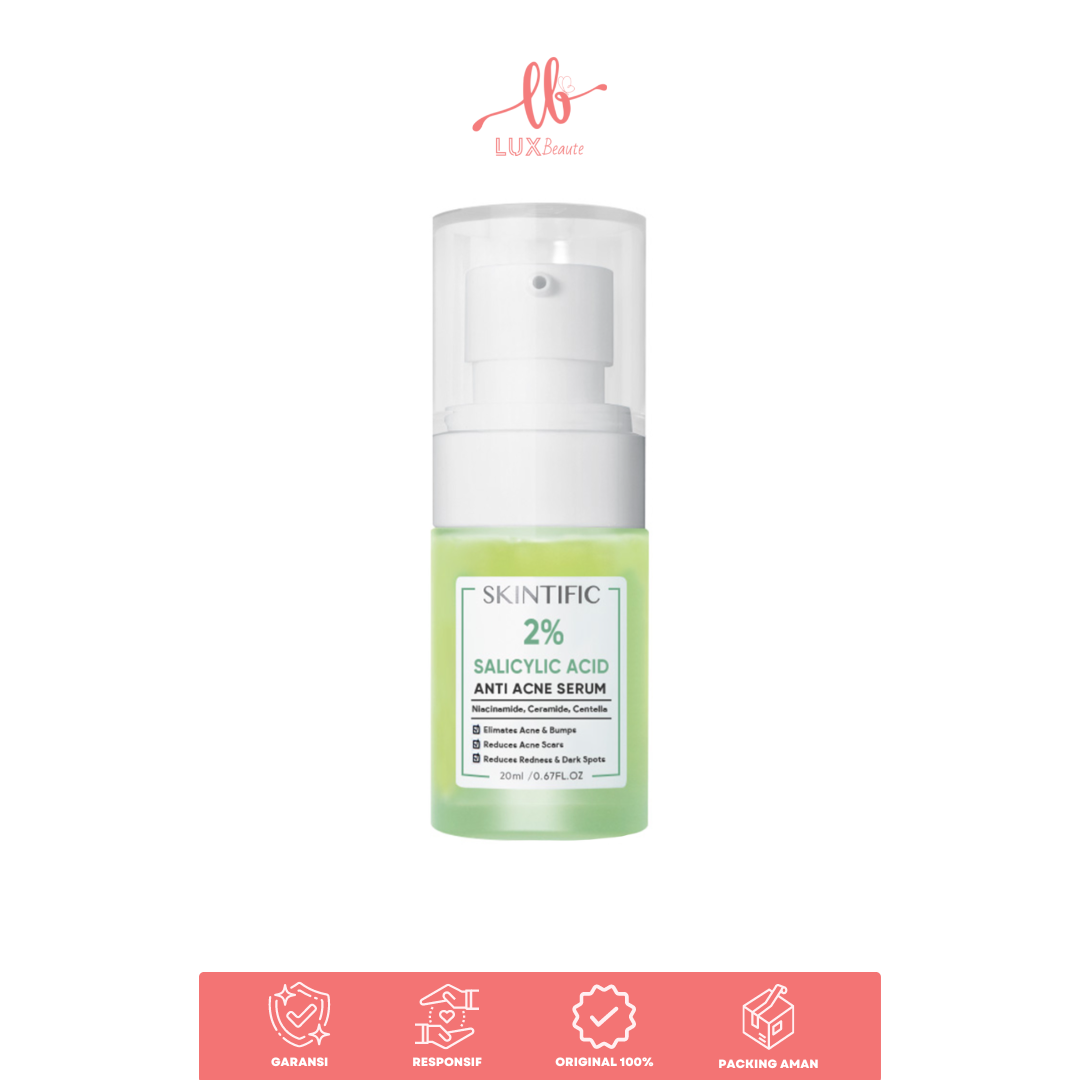 lb
LUX Beaute
SKINTIFIC
2%
SALICYLIC ACID
ANTI ACNE SERUM
Niacinamide, Ceramide, Centella
Elimates Acne & Bumps
Reduces Acne Scars
Reduces Redness & Dark Spots
20ml /0.67FL.OZ
GARANSI
RESPONSIF
ORIGINAL 100%
PACKING AMAN